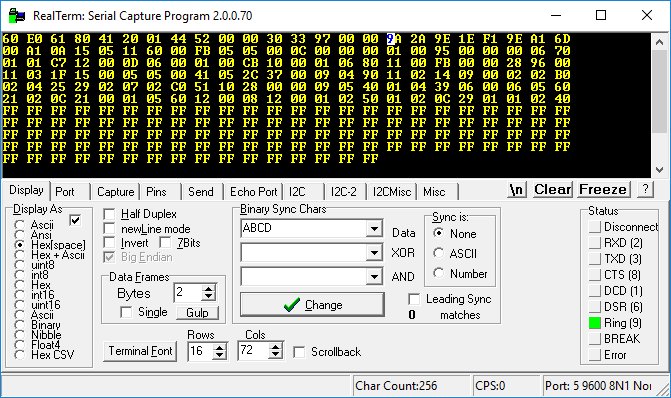 RealTerm: Serial Capture Program 2.0.0.70
60 E0 61 80 41 20 01 44 52 00 00 30 33 97 00 00 9A 2A 9E 1E F1 9E A1 6D
00 A1 0A 15 05 11 60 00 FB 05 05 00 0C 00 00 01 00 95 00 00 06 70
01 01 C7 12 00 0D 06 00 01 00 CB 10 00 01 06 80 11 00 FB 00 00 28 96 00
11 03 1F 15 00 05 00 41 05 2C 37 00 09 04 90 11 02 14 09 00 02 02 B0
02 04 25 29 02 07 02 C0 51 10 28 00 00 09 05 40 01 04 39 06 00 06 05 60
21 02 0C 21 00 01 05 60 12 00 08 12 00 01 02 50 01 02 0C 29 01 01 02 40
FF FF FF FF FF FF FF FF FF FF FF FF FF FF FF FF FF FF FF FF FF FF FF FF
FF FF FF FF FF FF FF FF FF FF FF FF FF FF FF FF FF FF FF FF FF FF FF FF
FF FF FF FF FF FF FF FF FF FF FF FF FF FF FF FF FF FF FF FF FF FF FF FF
FF FF FF FF FF FF FF FF FF FF FF FF FF FF FF FF FF FF FF FF FF FF FF FF
FF FF FF FF FF FF FF FF FF FF FF FF FF FF FF FF
Display Port Capture Pins Send Echo Port I2C I2C-2 I2CMisc Misc \n Clear Freeze ?
Display As
Ascii
Ansi
Hex[space]
Hex + Ascii
uint8
int8
Hex
int16
uint16
Ascii
Binary
Nibble
Float4
Hex CSV
Half Duplex
newLine mode
Invert 7Bits
Big Endian
Data Frames
Bytes 2
Single Gulp
Terminal Font
Rows
16
Cols
72
Scrollback
Binary Sync Chars
ABCD
Data
XOR
AND
Change
Sync is:
None
ASCII
Number
Leading Sync
0 matches
Status
Disconnect
RXD (2)
TXD (3)
CTS (8)
DCD (1)
DSR (6)
Ring (9)
BREAK
Error
Char Count:256 CPS:0 Port: 5 9600 8N1 Nor